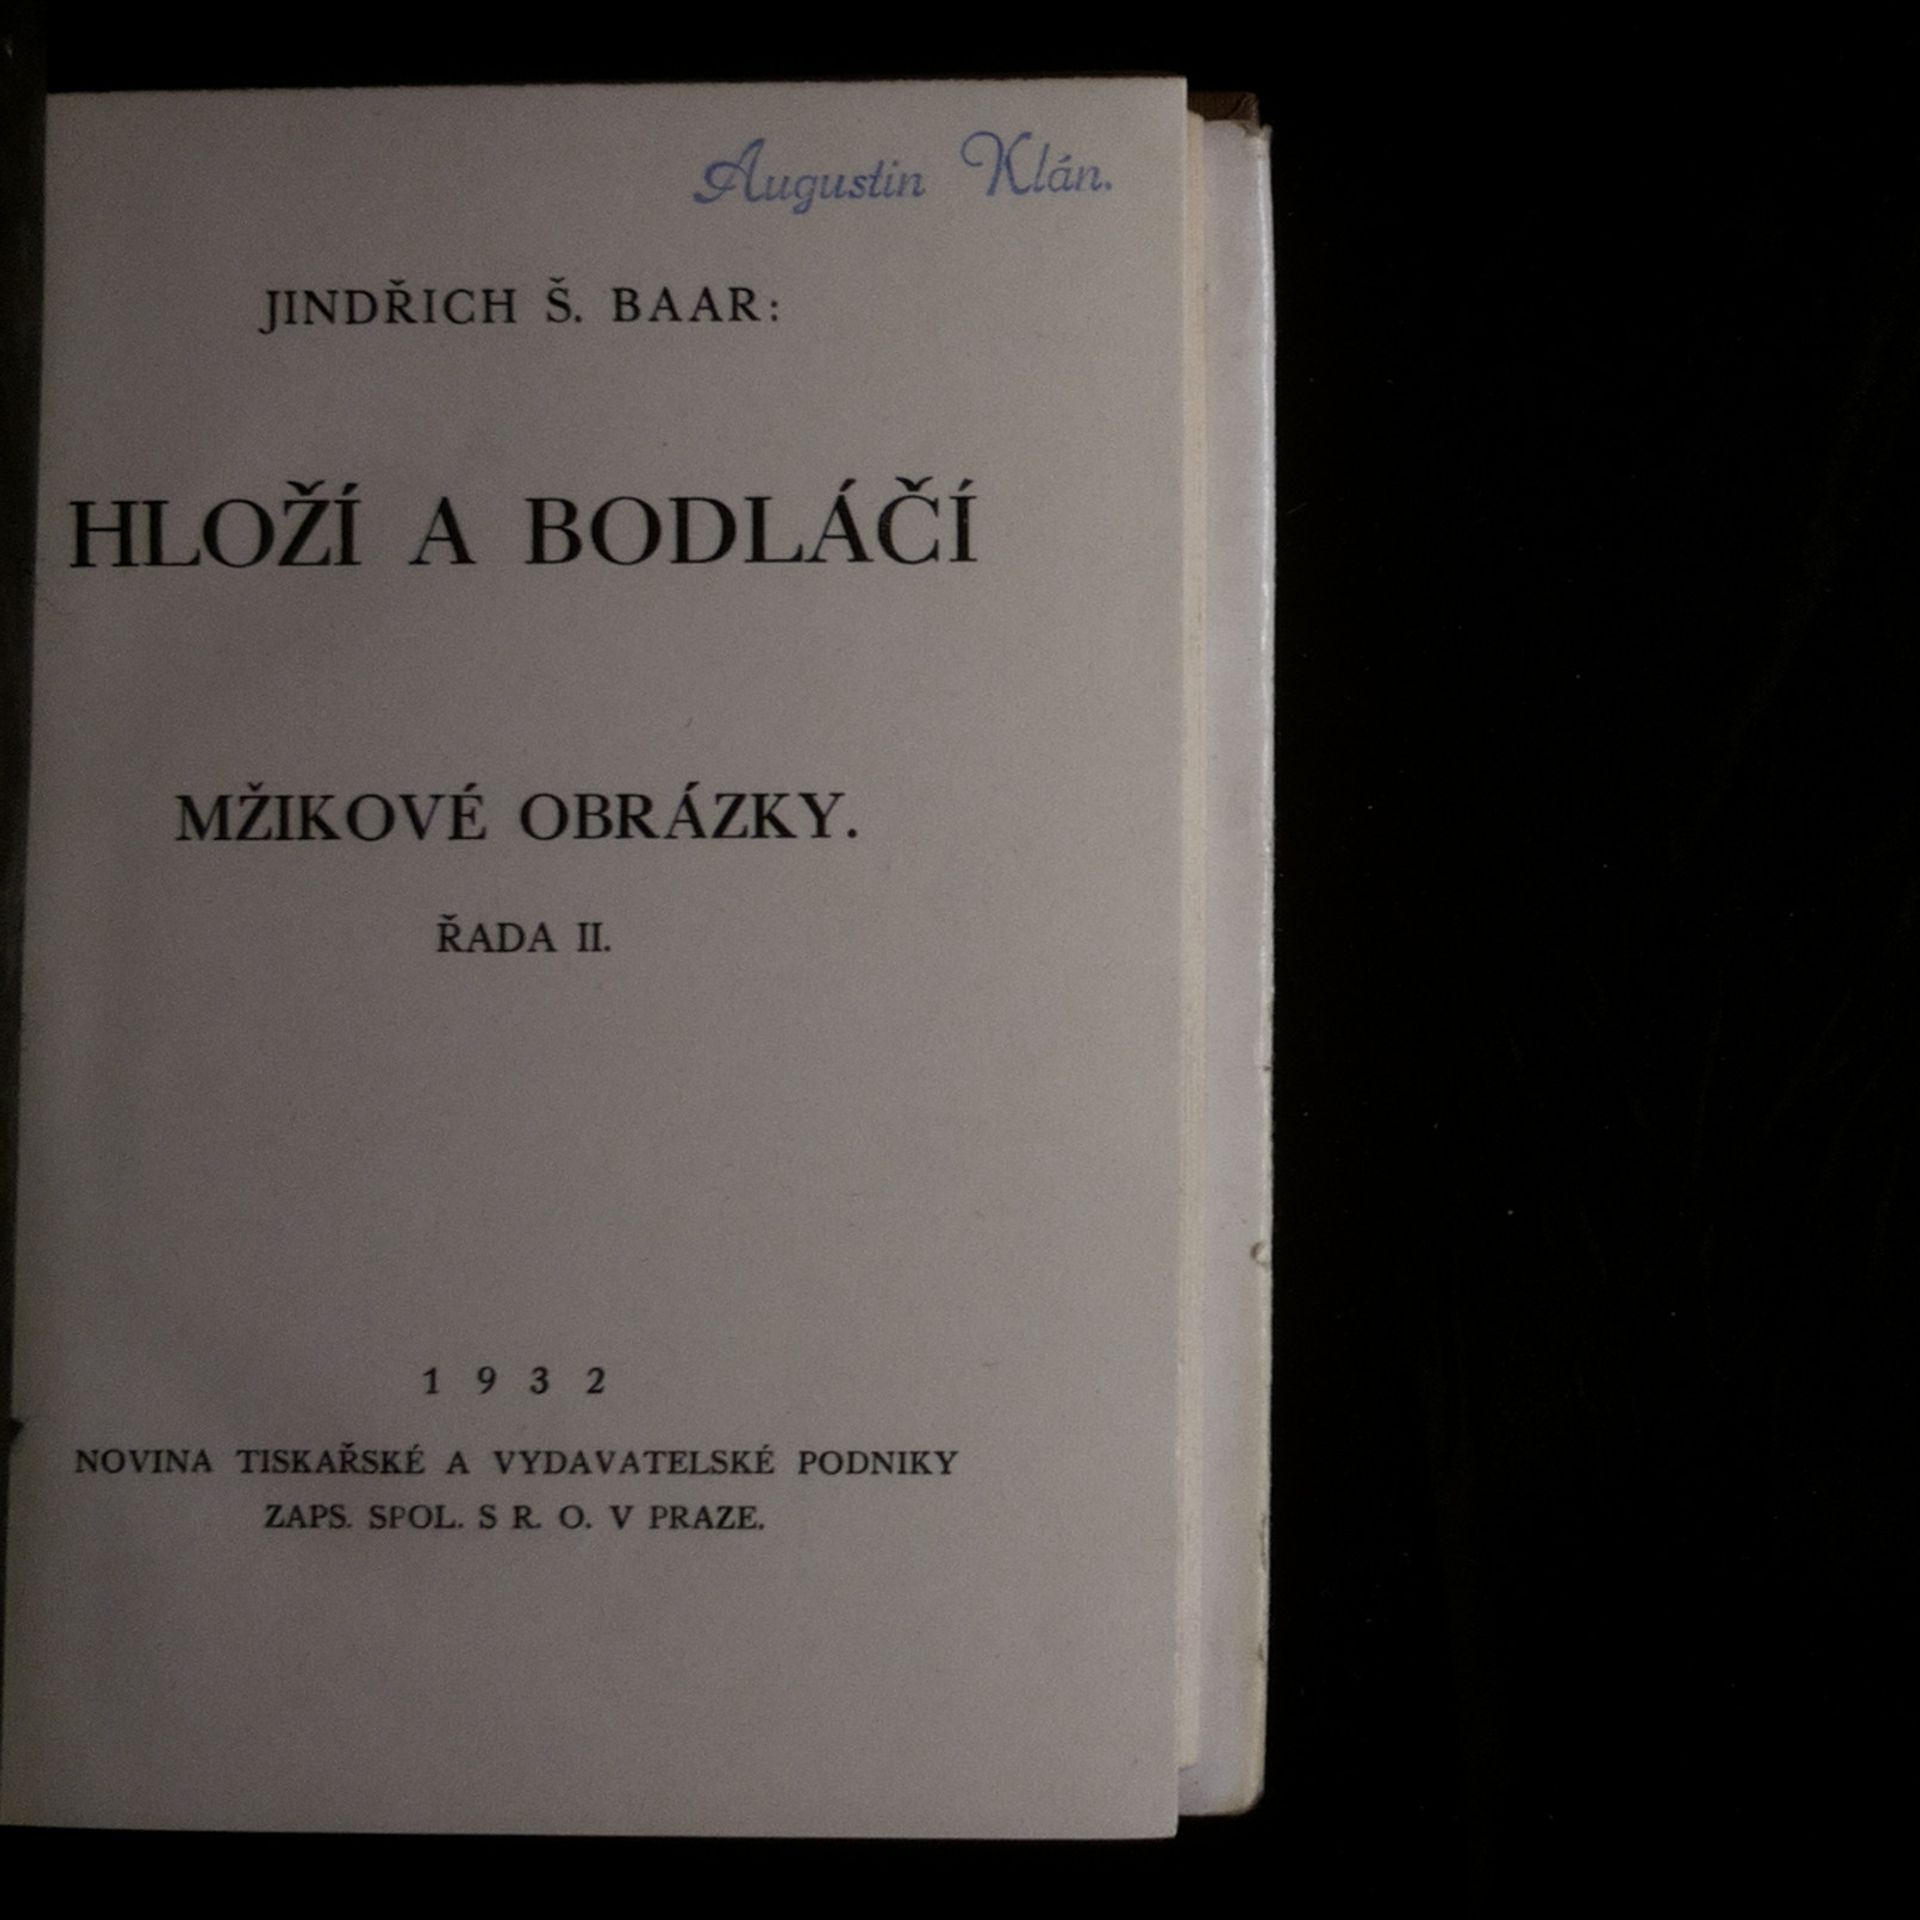 Augustin Klán.
JINDŘICH Š. BAAR:
HLOŽÍ A BODLÁČÍ
MŽIKOVÉ OBRÁZKY.
ŘADA II.
1 9 3 2
NOVINA TISKAŘSKÉ A VYDAVATELSKÉ PODNIKY
ZAPS. SPOL. S R. O. V PRAZE.